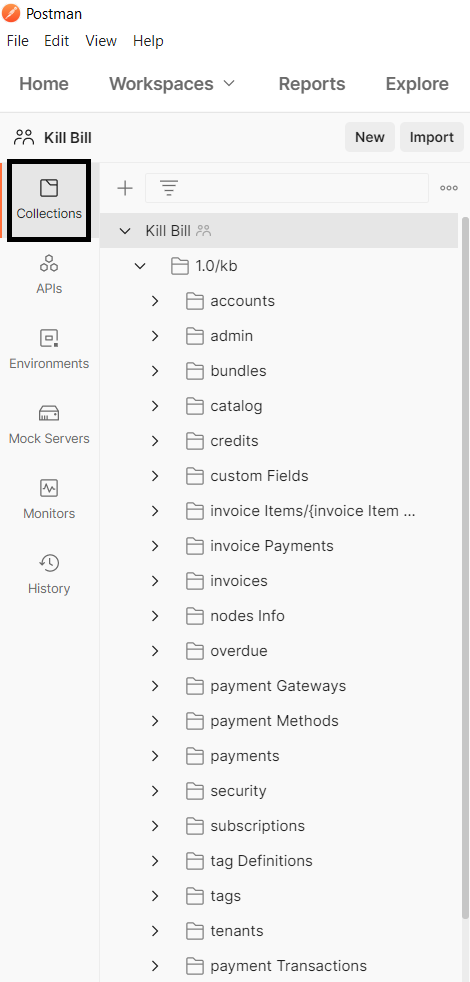 Postman
File Edit View Help
Home Workspaces Reports Explore
Kill Bill New Import
Collections
APIs
Environments
Mock Servers
Monitors
History
Kill Bill
1.0/kb
accounts
admin
bundles
catalog
credits
custom Fields
invoice Items/{invoice Item ...
invoice Payments
invoices
nodes Info
overdue
payment Gateways
payment Methods
payments
security
subscriptions
tag Definitions
tags
tenants
payment Transactions